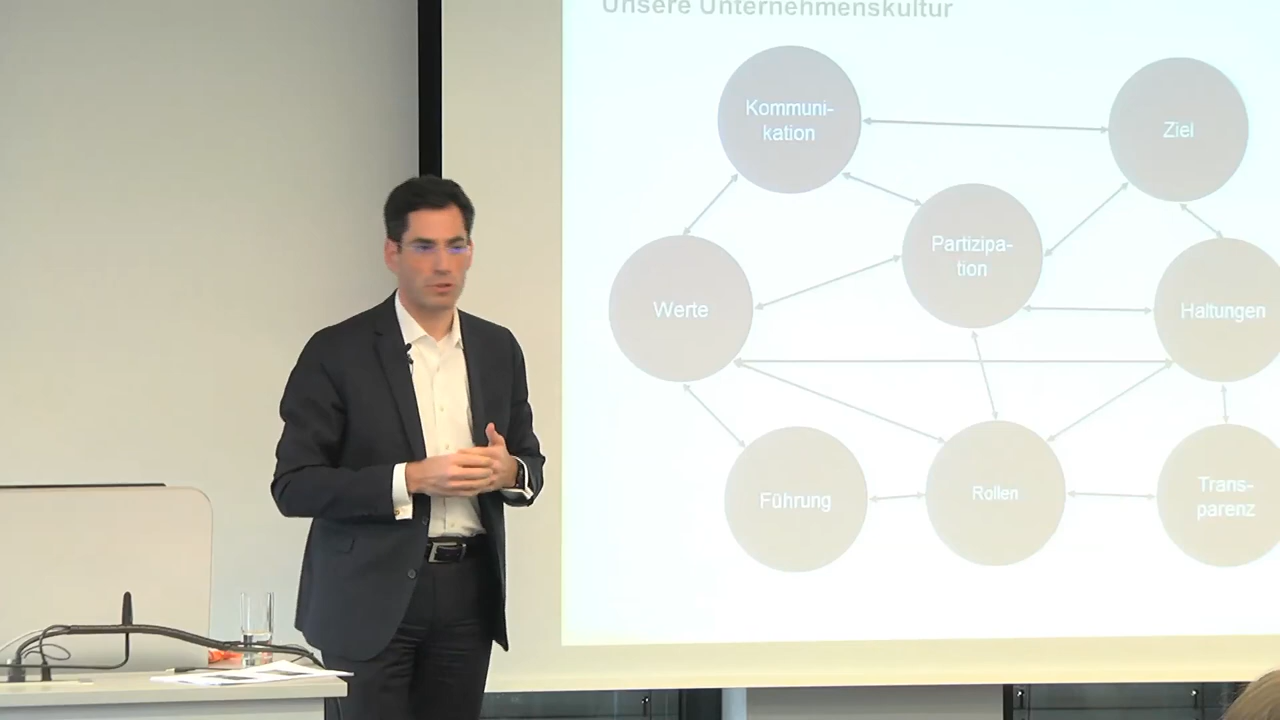 Unsere Unternehmenskultur
Kommuni-
kation
Ziel
Partizipa-
tion
Werte
Haltungen
Führung
Rollen
Trans-
parenz